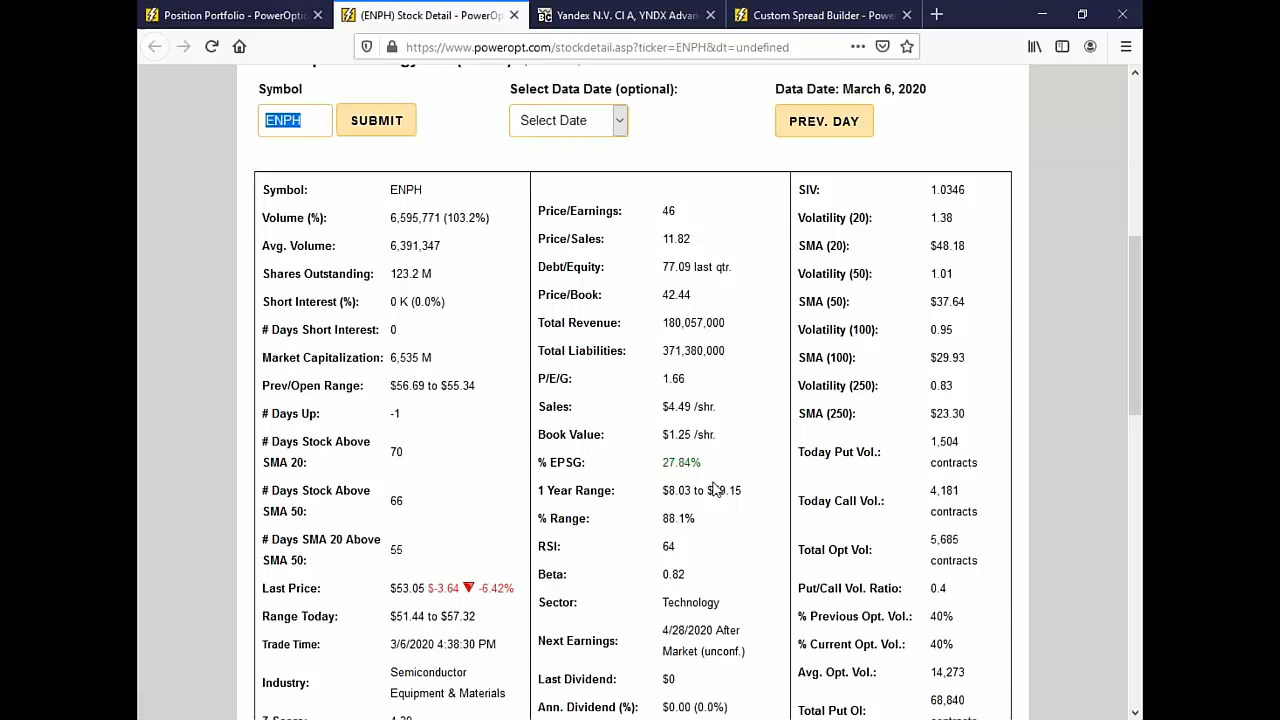 Position Portfolio - PowerOptio
(ENPH) Stock Detail - PowerOp
Yandex N.V. Cl A, YNDX Advan
Custom Spread Builder - Power
https://www.poweropt.com/stockdetail.asp?ticker=ENPH&dt=undefined
Symbol
Select Data Date (optional):
Data Date: March 6, 2020
ENPH
SUBMIT
Select Date
PREV. DAY
Symbol: ENPH
Volume (%): 6,595,771 (103.2%)
Avg. Volume: 6,391,347
Shares Outstanding: 123.2 M
Short Interest (%): 0 K (0.0%)
# Days Short Interest: 0
Market Capitalization: 6,535 M
Prev/Open Range: $56.69 to $55.34
# Days Up: -1
# Days Stock Above
SMA 20: 70
# Days Stock Above
SMA 50: 66
# Days SMA 20 Above
SMA 50: 55
Last Price: $53.05 $-3.64 -6.42%
Range Today: $51.44 to $57.32
Trade Time: 3/6/2020 4:38:30 PM
Industry: Semiconductor
Equipment & Materials
Price/Earnings: 46
Price/Sales: 11.82
Debt/Equity: 77.09 last qtr.
Price/Book: 42.44
Total Revenue: 180,057,000
Total Liabilities: 371,380,000
P/E/G: 1.66
Sales: $4.49 /shr.
Book Value: $1.25 /shr.
% EPSG: 27.84%
1 Year Range: $8.03 to
% Range: 88.1%
RSI: 64
Beta: 0.82
Sector: Technology
Next Earnings: 4/28/2020 After
Market (unconf.)
Last Dividend: $0
Ann. Dividend (%): $0.00 (0.0%)
SIV: 1.0346
Volatility (20): 1.38
SMA (20): $48.18
Volatility (50): 1.01
SMA (50): $37.64
Volatility (100): 0.95
SMA (100): $29.93
Volatility (250): 0.83
SMA (250): $23.30
Today Put Vol.: 1,504
contracts
Today Call Vol.: 4,181
contracts
Total Opt Vol: 5,685
contracts
Put/Call Vol. Ratio: 0.4
% Previous Opt. Vol.: 40%
% Current Opt. Vol.: 40%
Avg. Opt. Vol.: 14,273
Total Put OI: 68,840